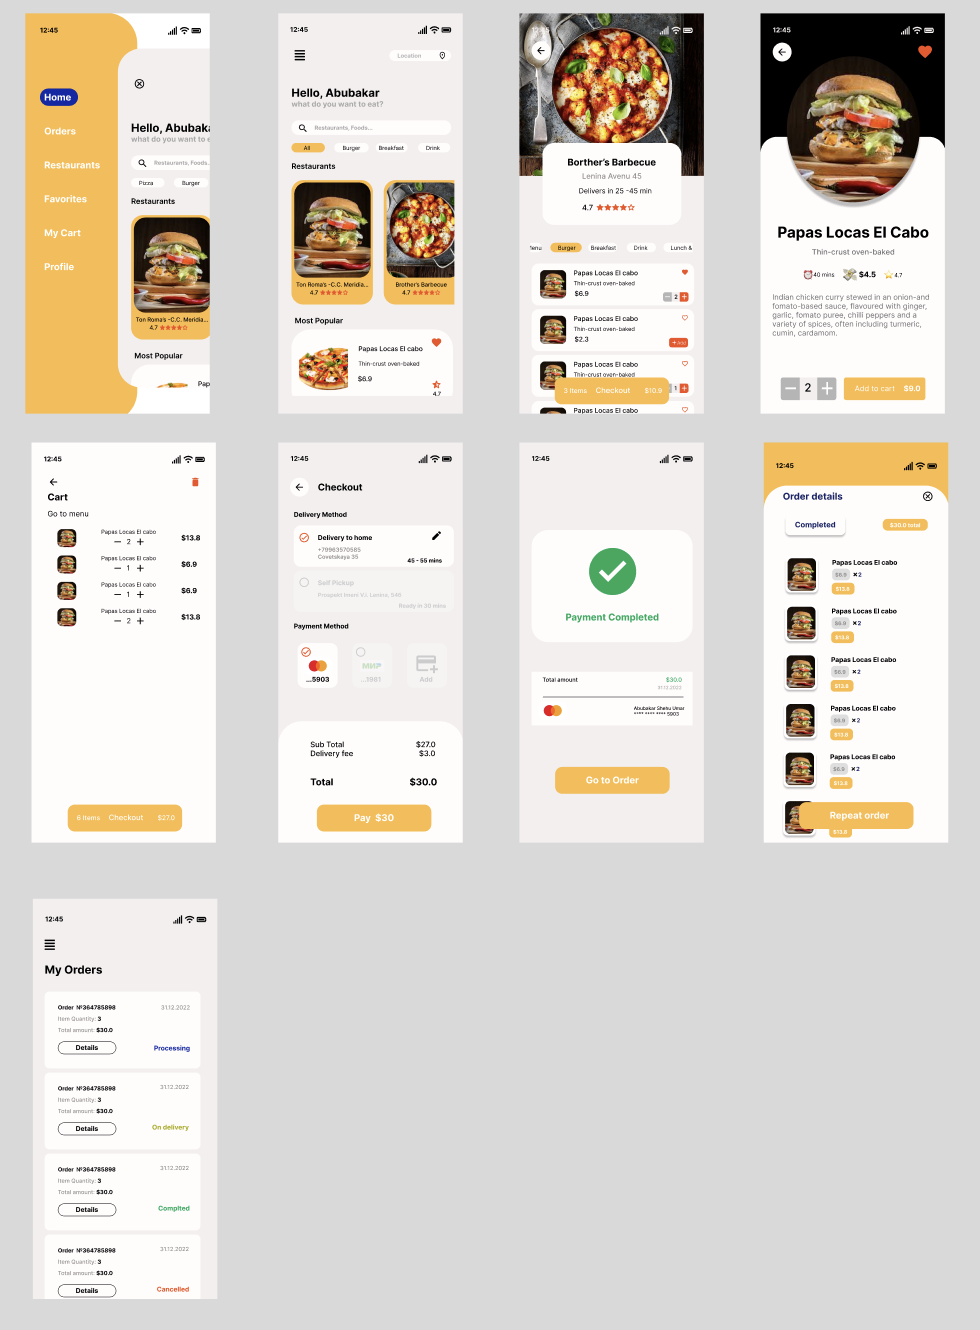 12:45
Home
Orders
Restaurants
Favorites
My Cart
Profile
Hello, Abubaka
what do you want to e
Restaurants, Foods..
Pizza
Burger
Restaurants
Ton Roma's -C.C. Meridia...
4.7
Most Popular
Pap
12:45
Location
Hello, Abubakar
what do you want to eat?
Restaurants, Foods...
All
Burger
Breakfast
Drink
Restaurants
Ton Roma's -C.C. Meridia...
4.7
Brother's Barbecue
4.7
Most Popular
Papas Locas El cabo
Thin-crust oven-baked
$6.9
4.7
12:45
Borther's Barbecue
Lenina Avenu 45
Delivers in 25 -45 min
4.7
Menu
Burger
Breakfast
Drink
Lunch &
Papas Locas El cabo
Thin-crust oven-baked
$6.9
2
Papas Locas El cabo
Thin-crust oven-baked
$2.3
+ add
Papas Locas El cabo
Thin-crust oven-baked
1
3 Items
Checkout
$10.9
Papas Locas El cabo
12:45
Papas Locas El Cabo
Thin-crust oven-baked
40 mins
$4.5
4,7
Indian chicken curry stewed in an onion-and
fomato-based sauce, flavoured with ginger,
garlic, fomato puree, chilli peppers and a
variety of spices, often including turmeric,
cumin, cardamom.
2
Add to cart
$9.0
12:45
Cart
Go to menu
Papas Locas El cabo
2
$13.8
Papas Locas El cabo
1
$6.9
Papas Locas El cabo
1
$6.9
Papas Locas El cabo
2
$13.8
6 Items
Checkout
$27.0
12:45
Checkout
Delivery Method
Delivery to home
+79963570585
Covetskaya 35
45 - 55 mins
Self Pickup
Prospekt Imeni V.I. Lenina, 54B
Ready in 30 mins
Payment Method
...5903
МИР
...3981
Add
Sub Total
$27.0
Delivery fee
$3.0
Total
$30.0
Pay $30
12:45
Payment Completed
Total amount
$30.0
31.12.2022
Abubakar Shehu Umar
**** **** **** 5903
Go to Order
12:45
Order details
Completed
$30.0 total
Papas Locas El cabo
$6.9
×2
$13.8
Papas Locas El cabo
$6.9
×2
$13.8
Papas Locas El cabo
$6.9
×2
$13.8
Papas Locas El cabo
$6.9
×2
$13.8
Papas Locas El cabo
$6.9
×2
$13.8
Repeat order
$13.8
12:45
My Orders
Order №364785898
31.12.2022
Item Quantity: 3
Total amount: $30.0
Details
Processing
Order №364785898
31.12.2022
Item Quantity: 3
Total amount: $30.0
Details
On delivery
Order №364785898
31.12.2022
Item Quantity: 3
Total amount: $30.0
Details
Complted
Order №364785898
31.12.2022
Item Quantity: 3
Total amount: $30.0
Details
Cancelled